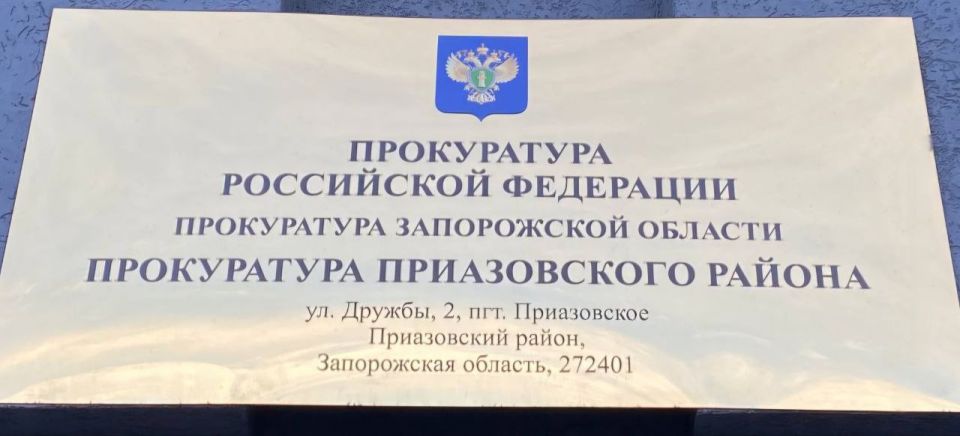 ПРОКУРАТУРА
РОССИЙСКОЙ ФЕДЕРАЦИИ
ПРОКУРАТУРА ЗАПОРОЖСКОЙ ОБЛАСТИ
ПРОКУРАТУРА ПРИАЗОВСКОГО РАЙОНА
ул. Дружбы, 2, пгт. Приазовское
Приазовский район,
Запорожская область, 272401